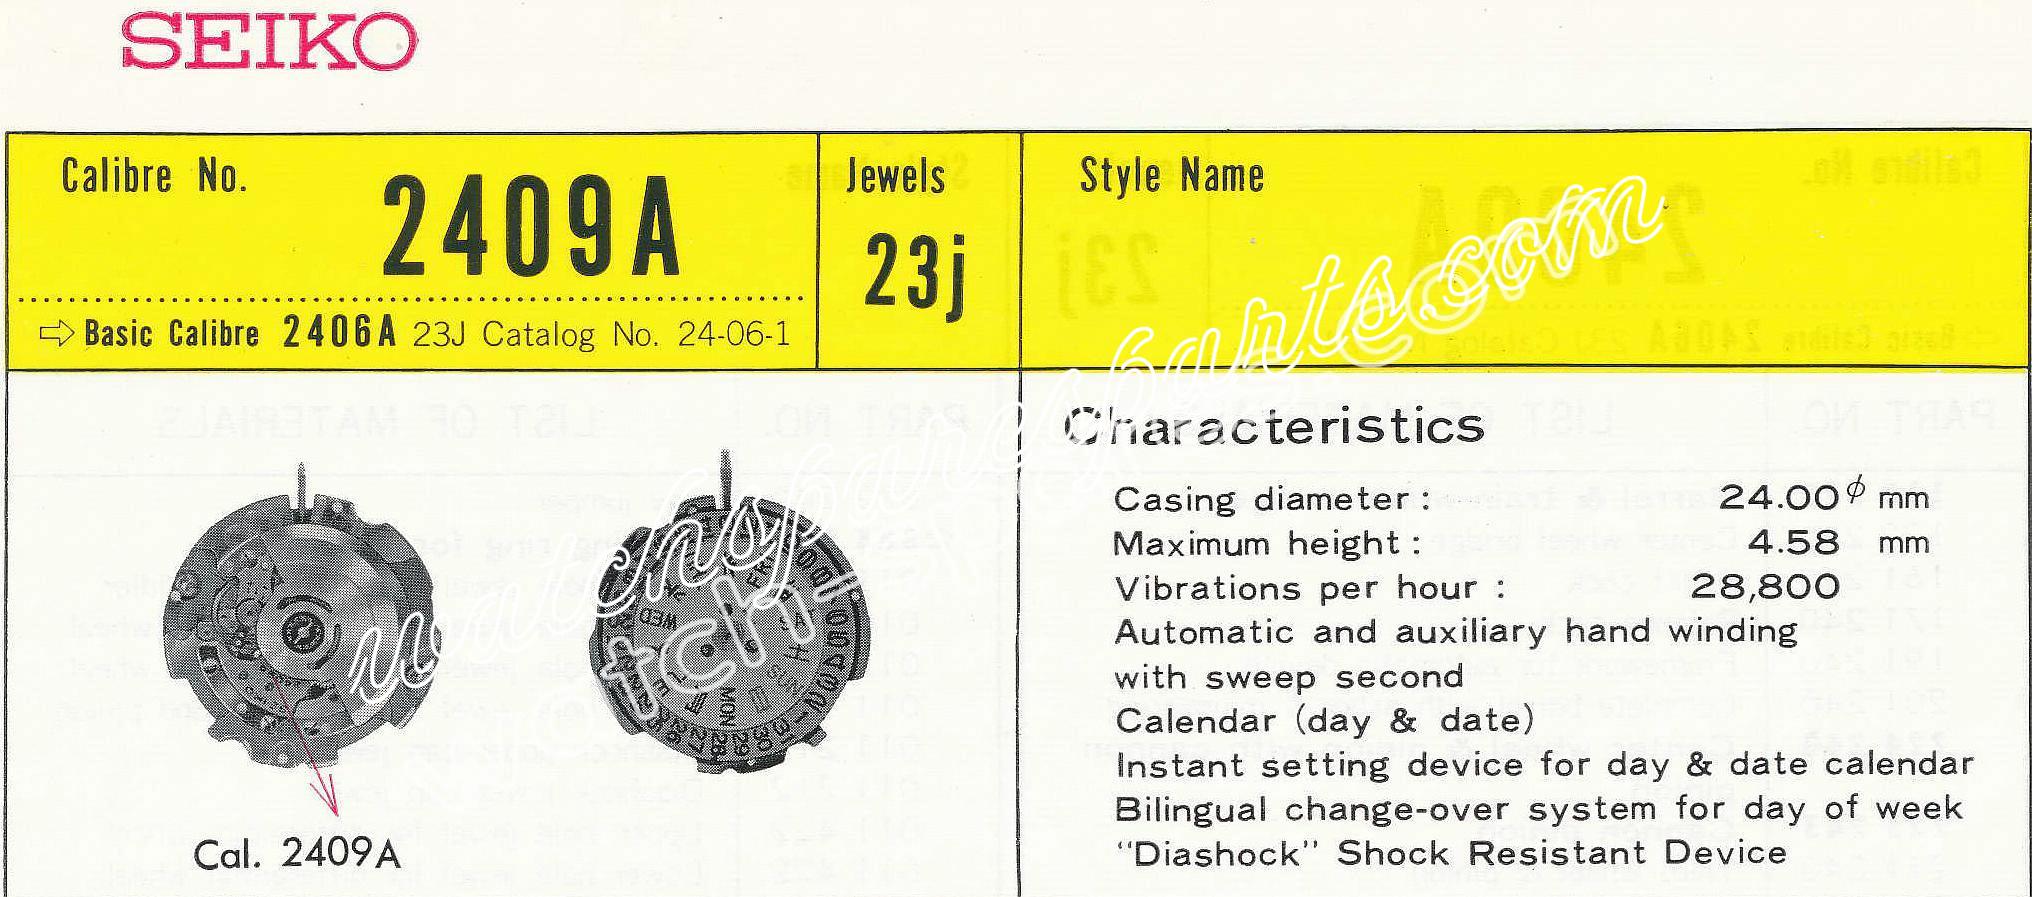 SEIKO
Calibre No.
2409A
⇨ Basic Calibre 2406A 23J Catalog No. 24-06-1
Jewels
23j
Style Name
Characteristics
Casing diameter : 24.00φ mm
Maximum height : 4.58 mm
Vibrations per hour : 28,800
Automatic and auxiliary hand winding
with sweep second
Calendar (day & date)
Instant setting device for day & date calendar
Bilingual change-over system for day of week
"Diashock" Shock Resistant Device
Cal. 2409A
watchspareparts.com